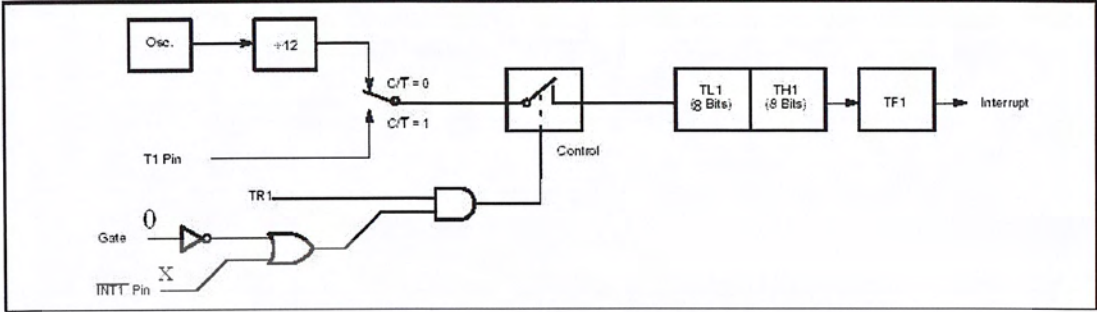 Osc.
÷12
C/T = 0
C/T = 1
T1 Pin
TL1
(8 Bits)
TH1
(8 Bits)
TF1
Interrupt
Control
TR1
0
Gate
X
INT1 Pin